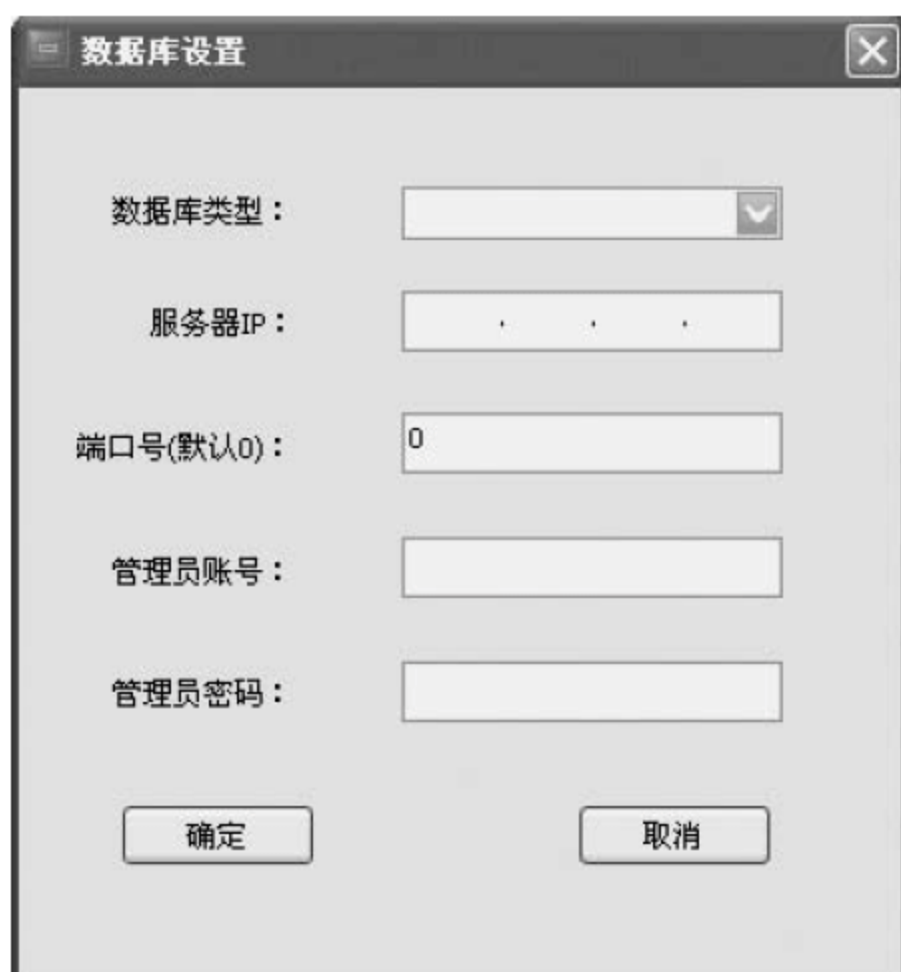 数据库设置
数据库类型：
服务器IP： . . .
端口号(默认0)： 0
管理员账号：
管理员密码：
确定 取消